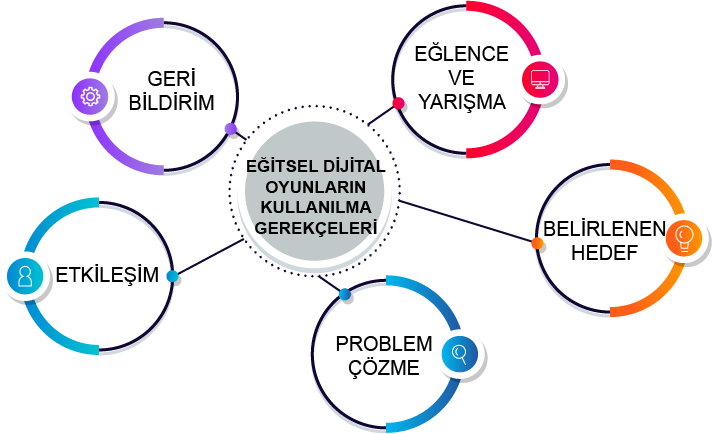 GERİ
BİLDİRİM
EĞLENCE
VE
YARIŞMA
EĞİTSEL DİJİTAL
OYUNLARIN
KULLANILMA
GEREKÇELERİ
BELİRLENEN
HEDEF
ETKİLEŞİM
PROBLEM
ÇÖZME